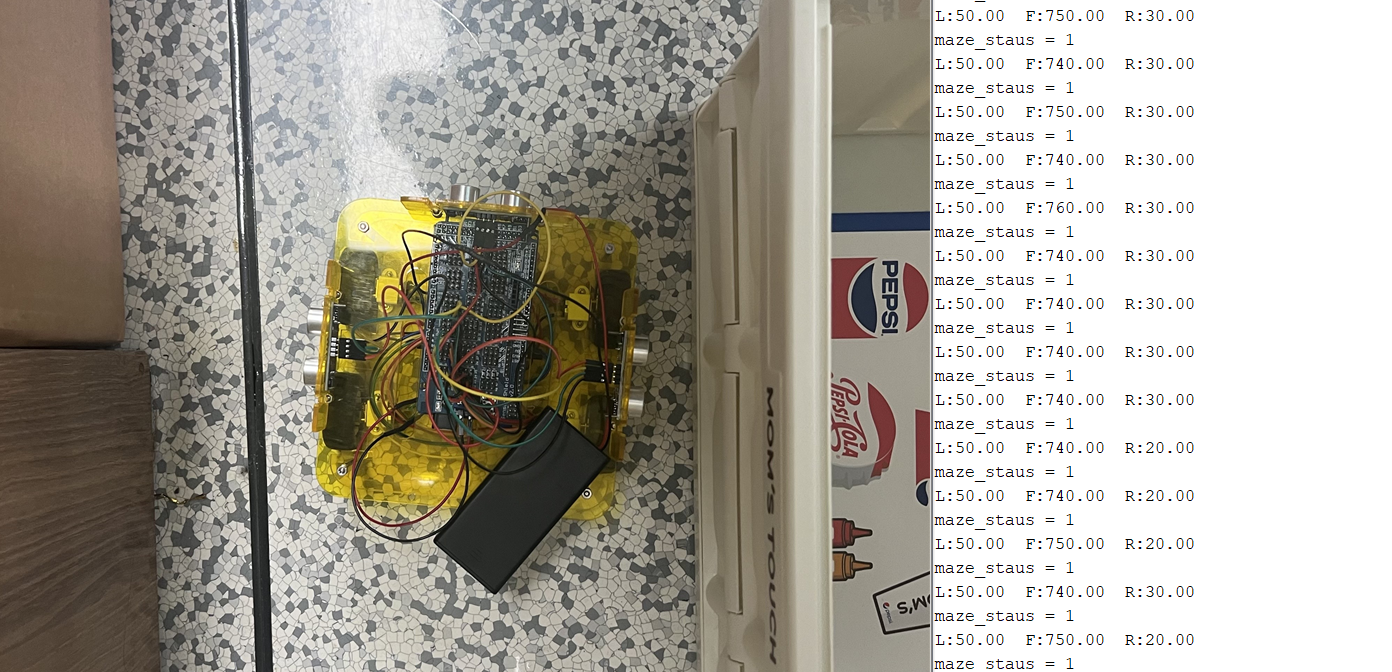 PEPSI
PEPSI
COLA
MOM'S TOUCH
OM'S
L:50.00 F:750.00 R:30.00
maze_staus = 1
L:50.00 F:740.00 R:30.00
maze_staus = 1
L:50.00 F:750.00 R:30.00
maze_staus = 1
L:50.00 F:740.00 R:30.00
maze_staus = 1
L:50.00 F:760.00 R:30.00
maze_staus = 1
L:50.00 F:740.00 R:30.00
maze_staus = 1
L:50.00 F:740.00 R:30.00
maze_staus = 1
L:50.00 F:740.00 R:30.00
maze_staus = 1
L:50.00 F:740.00 R:30.00
maze_staus = 1
L:50.00 F:740.00 R:20.00
maze_staus = 1
L:50.00 F:740.00 R:20.00
maze_staus = 1
L:50.00 F:750.00 R:20.00
maze_staus = 1
L:50.00 F:740.00 R:30.00
maze_staus = 1
L:50.00 F:750.00 R:20.00
maze_staus = 1